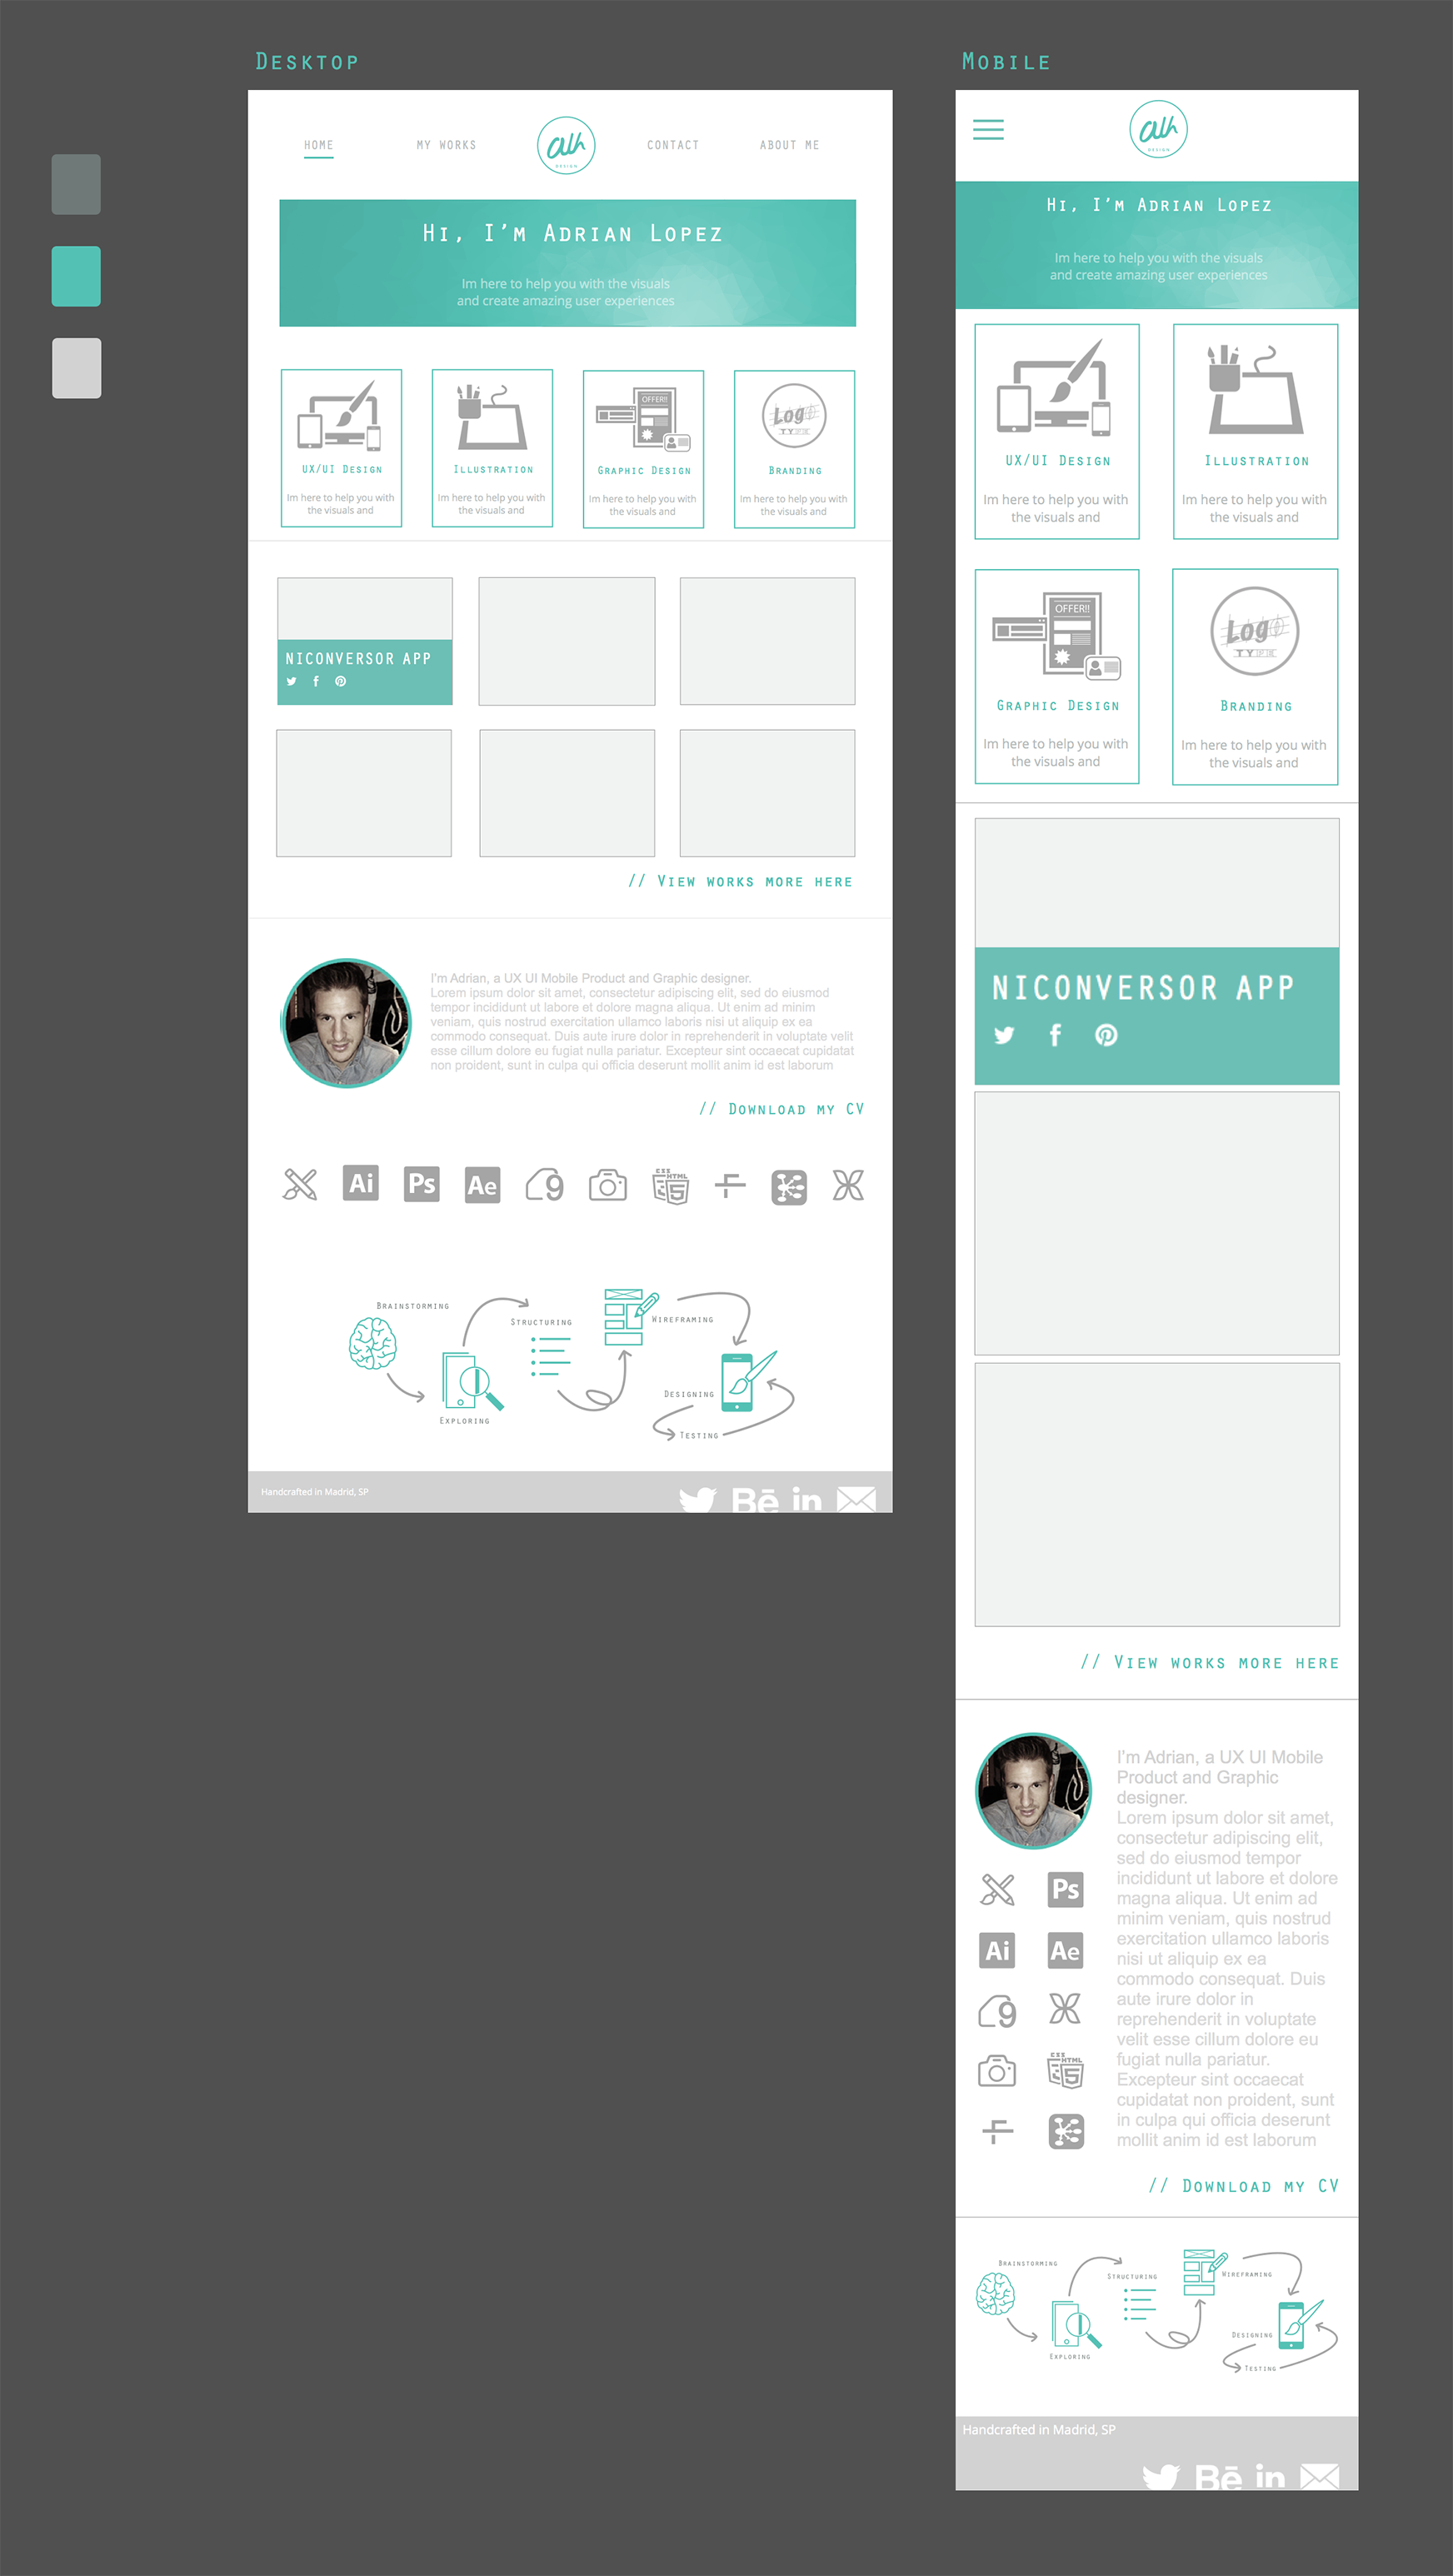 Desktop
HOME
MY WORKS
alh
DESIGN
CONTACT
ABOUT ME
Hi, I'm Adrian Lopez
Im here to help you with the visuals
and create amazing user experiences
UX/UI Design
Im here to help you with
the visuals and
Illustration
Im here to help you with
the visuals and
OFFER!!
Graphic Design
Im here to help you with
the visuals and
Logo
TYPE
Branding
Im here to help you with
the visuals and
NICONVERSOR APP
// View works more here
I'm Adrian, a UX UI Mobile Product and Graphic designer.
Lorem ipsum dolor sit amet, consectetur adipiscing elit, sed do eiusmod
tempor incididunt ut labore et dolore magna aliqua. Ut enim ad minim
veniam, quis nostrud exercitation ullamco laboris nisi ut aliquip ex ea
commodo consequat. Duis aute irure dolor in reprehenderit in voluptate velit
esse cillum dolore eu fugiat nulla pariatur. Excepteur sint occaecat cupidatat
non proident, sunt in culpa qui officia deserunt mollit anim id est laborum
// Download my CV
Ai
Ps
Ae
9
CSS
HTML
5
Brainstorming
Structuring
Wireframing
Designing
Exploring
Testing
Handcrafted in Madrid, SP
Bē
in
Mobile
alh
DESIGN
Hi, I'm Adrian Lopez
Im here to help you with the visuals
and create amazing user experiences
UX/UI Design
Im here to help you with
the visuals and
Illustration
Im here to help you with
the visuals and
OFFER!!
Graphic Design
Im here to help you with
the visuals and
Logo
TYPE
Branding
Im here to help you with
the visuals and
NICONVERSOR APP
// View works more here
I'm Adrian, a UX UI Mobile
Product and Graphic
designer.
Lorem ipsum dolor sit amet,
consectetur adipiscing elit,
sed do eiusmod tempor
incididunt ut labore et dolore
magna aliqua. Ut enim ad
minim veniam, quis nostrud
exercitation ullamco laboris
nisi ut aliquip ex ea
commodo consequat. Duis
aute irure dolor in
reprehenderit in voluptate
velit esse cillum dolore eu
fugiat nulla pariatur.
Excepteur sint occaecat
cupidatat non proident, sunt
in culpa qui officia deserunt
mollit anim id est laborum
Ps
Ai
Ae
9
CSS
HTML
5
// Download my CV
Brainstorming
Structuring
Wireframing
Designing
Exploring
Testing
Handcrafted in Madrid, SP
Bē
in